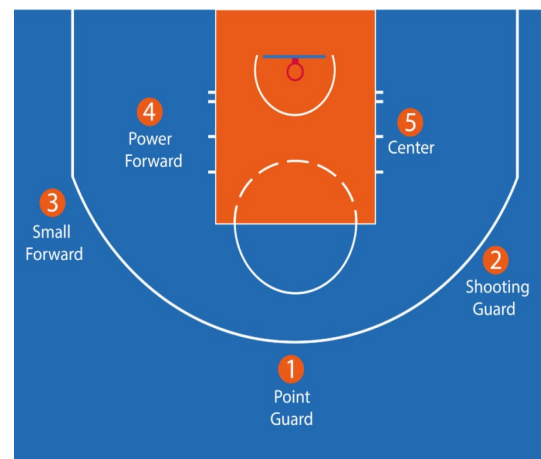 4
Power
Forward
5
Center
3
Small
Forward
2
Shooting
Guard
1
Point
Guard